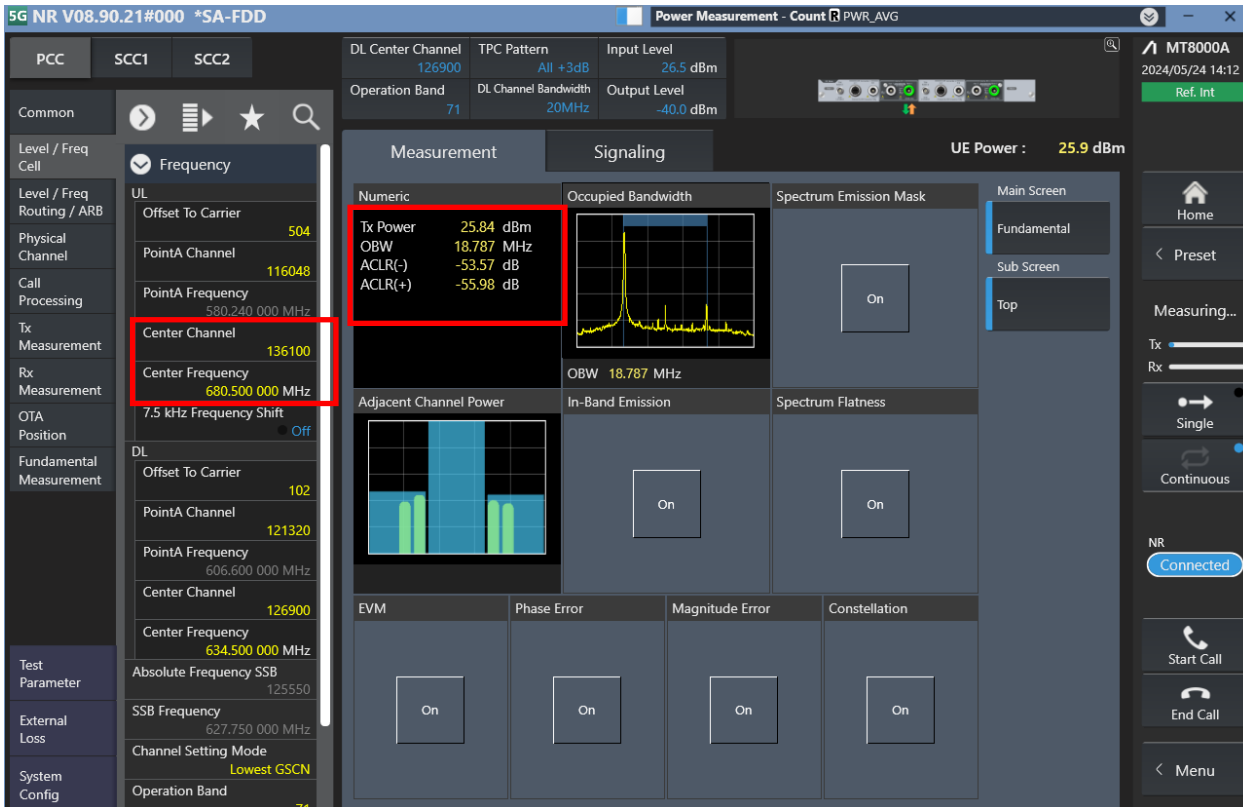 5G NR V08.90.21#000 *SA-FDD
Power Measurement - Count R PWR_AVG
PCC SCC1 SCC2
DL Center Channel TPC Pattern Input Level
126900 All +3dB 26.5 dBm
Operation Band DL Channel Bandwidth Output Level
71 20MHz -40.0 dBm
MT8000A
2024/05/24 14:12
Ref. Int
Common
Level / Freq
Cell
Level / Freq
Routing / ARB
Physical
Channel
Call
Processing
Tx
Measurement
Rx
Measurement
OTA
Position
Fundamental
Measurement
Test
Parameter
External
Loss
System
Config
Frequency
UL
Offset To Carrier
504
PointA Channel
116048
PointA Frequency
580.240 000 MHz
Center Channel
136100
Center Frequency
680.500 000 MHz
7.5 kHz Frequency Shift
Off
DL
Offset To Carrier
102
PointA Channel
121320
PointA Frequency
606.600 000 MHz
Center Channel
126900
Center Frequency
634.500 000 MHz
Absolute Frequency SSB
125550
SSB Frequency
627.750 000 MHz
Channel Setting Mode
Lowest GSCN
Operation Band
71
Measurement Signaling
UE Power : 25.9 dBm
Numeric
Tx Power 25.84 dBm
OBW 18.787 MHz
ACLR(-) -53.57 dB
ACLR(+) -55.98 dB
Occupied Bandwidth
OBW 18.787 MHz
Spectrum Emission Mask
On
Adjacent Channel Power
In-Band Emission
On
Spectrum Flatness
On
EVM
On
Phase Error
On
Magnitude Error
On
Constellation
On
Main Screen
Fundamental
Sub Screen
Top
Home
Preset
Measuring...
Tx
Rx
Single
Continuous
NR
Connected
Start Call
End Call
Menu